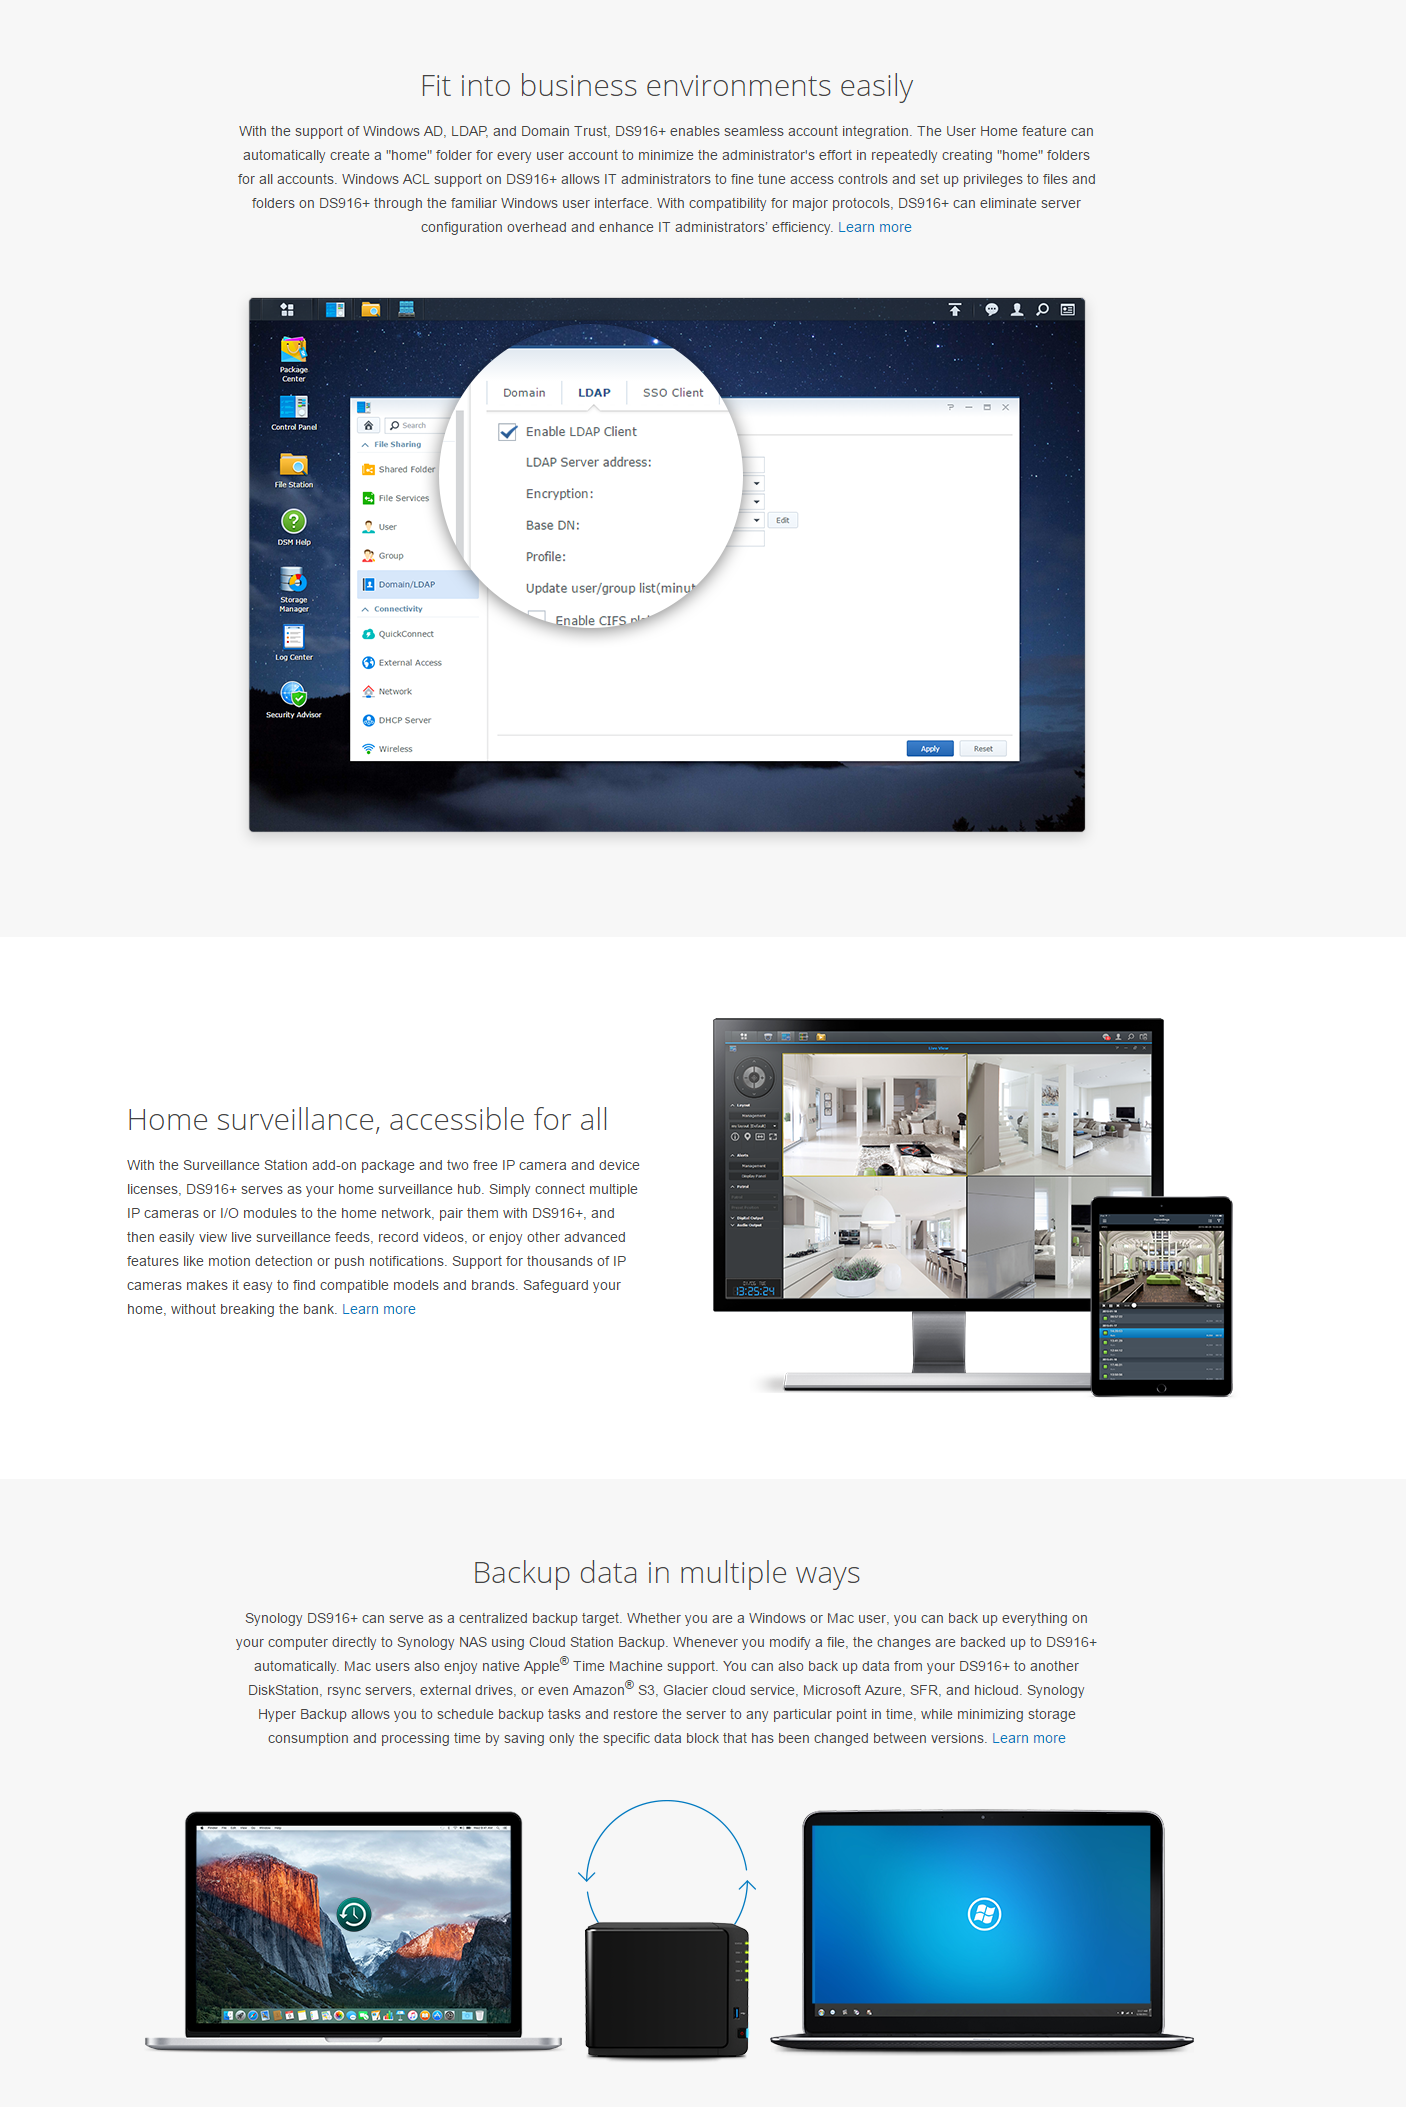 Fit into business environments easily
With the support of Windows AD, LDAP, and Domain Trust, DS916+ enables seamless account integration. The User Home feature can
automatically create a "home" folder for every user account to minimize the administrator's effort in repeatedly creating "home" folders
for all accounts. Windows ACL support on DS916+ allows IT administrators to fine tune access controls and set up privileges to files and
folders on DS916+ through the familiar Windows user interface. With compatibility for major protocols, DS916+ can eliminate server
configuration overhead and enhance IT administrators’ efficiency. Learn more
Package
Center
Control Panel
File Station
DSM Help
Storage
Manager
Log Center
Security Advisor
Search
File Sharing
Shared Folder
File Services
User
Group
Domain/LDAP
Connectivity
QuickConnect
External Access
Network
DHCP Server
Wireless
Domain LDAP SSO Client
Enable LDAP Client
LDAP Server address:
Encryption:
Base DN:
Profile:
Update user/group list(minut
Enable CIFS
Edit
Apply Reset
Home surveillance, accessible for all
With the Surveillance Station add-on package and two free IP camera and device
licenses, DS916+ serves as your home surveillance hub. Simply connect multiple
IP cameras or I/O modules to the home network, pair them with DS916+, and
then easily view live surveillance feeds, record videos, or enjoy other advanced
features like motion detection or push notifications. Support for thousands of IP
cameras makes it easy to find compatible models and brands. Safeguard your
home, without breaking the bank. Learn more
Live View
Layout
Management
Alerts
Management
Display Panel
Patrol
Digital Output
Audio Output
13:25:24
Recordings
Backup data in multiple ways
Synology DS916+ can serve as a centralized backup target. Whether you are a Windows or Mac user, you can back up everything on
your computer directly to Synology NAS using Cloud Station Backup. Whenever you modify a file, the changes are backed up to DS916+
automatically. Mac users also enjoy native Apple® Time Machine support. You can also back up data from your DS916+ to another
DiskStation, rsync servers, external drives, or even Amazon® S3, Glacier cloud service, Microsoft Azure, SFR, and hicloud. Synology
Hyper Backup allows you to schedule backup tasks and restore the server to any particular point in time, while minimizing storage
consumption and processing time by saving only the specific data block that has been changed between versions. Learn more